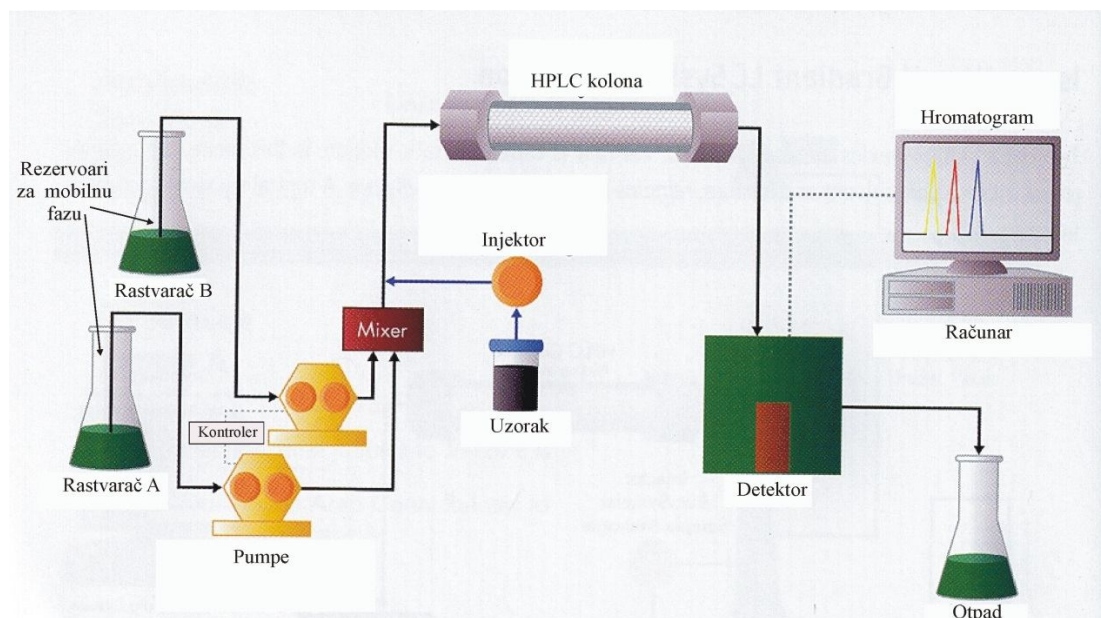 HPLC kolona
Hromatogram
Rezervoari
za mobilnu
fazu
Injektor
Rastvarač B
Mixer
Računar
Uzorak
Kontroler
Rastvarač A
Detektor
Pumpe
Otpad